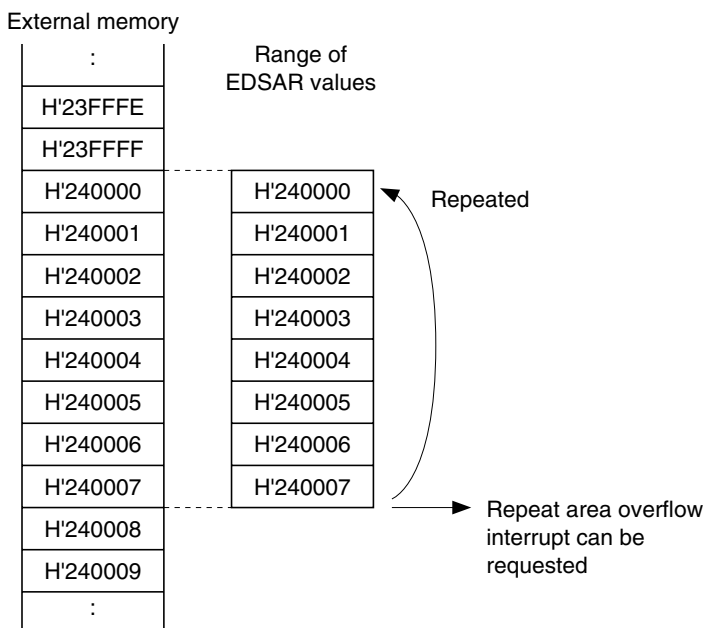 External memory
:
H'23FFFE
H'23FFFF
H'240000
H'240001
H'240002
H'240003
H'240004
H'240005
H'240006
H'240007
H'240008
H'240009
:
Range of
EDSAR values
H'240000
H'240001
H'240002
H'240003
H'240004
H'240005
H'240006
H'240007
Repeated
Repeat area overflow
interrupt can be
requested